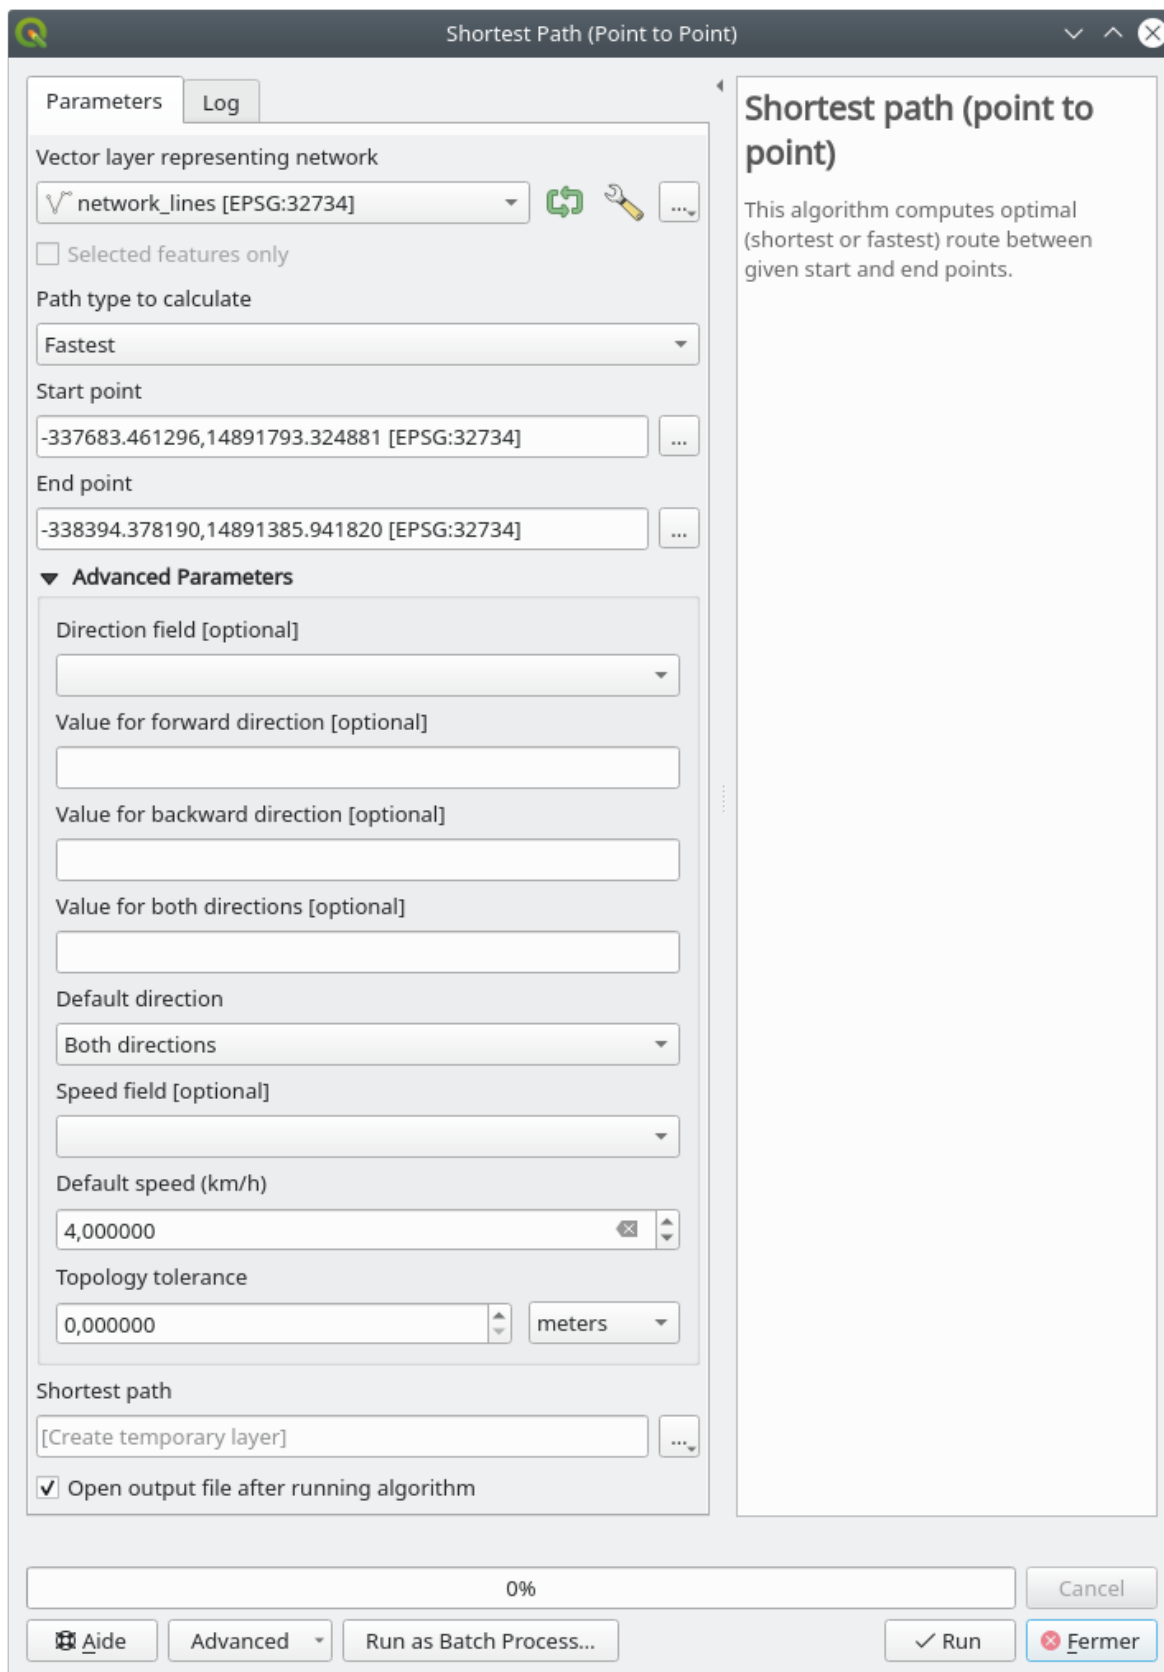 Shortest Path (Point to Point)
Parameters
Log
Vector layer representing network
network_lines [EPSG:32734]
...
Selected features only
Path type to calculate
Fastest
Start point
-337683.461296,14891793.324881 [EPSG:32734]
...
End point
-338394.378190,14891385.941820 [EPSG:32734]
...
Advanced Parameters
Direction field [optional]
Value for forward direction [optional]
Value for backward direction [optional]
Value for both directions [optional]
Default direction
Both directions
Speed field [optional]
Default speed (km/h)
4,000000
Topology tolerance
0,000000
meters
Shortest path
[Create temporary layer]
...
Open output file after running algorithm
Shortest path (point to
point)
This algorithm computes optimal
(shortest or fastest) route between
given start and end points.
0%
Cancel
Aide
Advanced
Run as Batch Process...
Run
Fermer